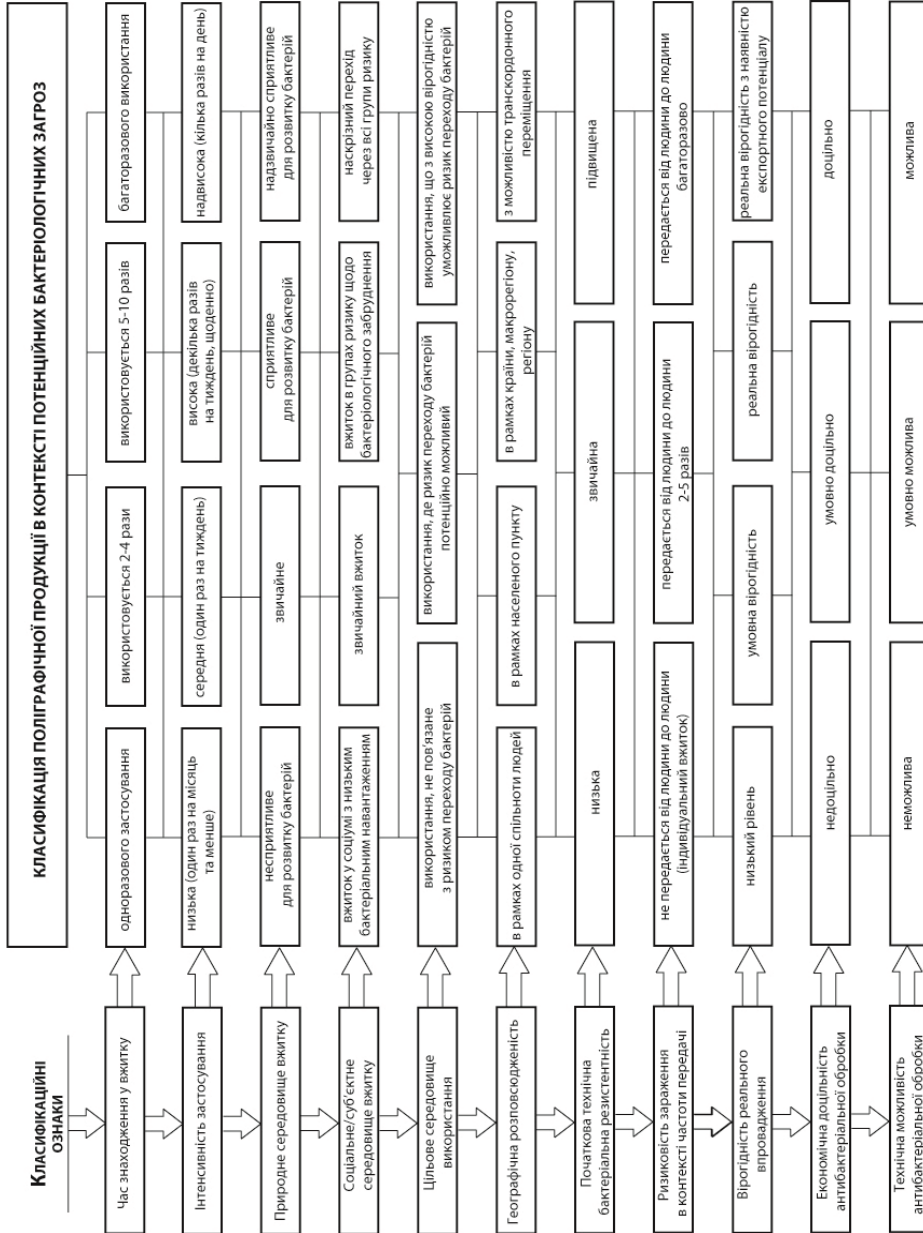 КЛАСИФІКАЦІЯ ПОЛІГРАФІЧНОЇ ПРОДУКЦІЇ В КОНТЕКСТІ ПОТЕНЦІЙНИХ БАКТЕРІОЛОГІЧНИХ ЗАГРОЗ
КЛАСИФІКАЦІЙНІ
ОЗНАКИ
Час знаходження у вжитку
одноразового застосування
використовується 2-4 рази
використовується 5-10 разів
багаторазового використання
Інтенсивність застосування
низька (один раз на місяць
та менше)
середня (один раз на тиждень)
висока (декілька разів
на тиждень, щоденно)
надвисока (кілька разів на день)
Природне середовище вжитку
несприятливе
для розвитку бактерій
звичайне
сприятливе
для розвитку бактерій
надзвичайно сприятливе
для розвитку бактерій
Соціальне/суб'єктне
середовище вжитку
вжиток у соціумі з низьким
бактеріальним навантаженням
звичайний вжиток
вжиток в групах ризику щодо
бактеріологічного забруднення
наскрізний перехід
через всі групи ризику
Цільове середовище
використання
використання, не пов'язане
з ризиком переходу бактерій
використання, де ризик переходу бактерій
потенційно можливий
використання, що з високою вірогідністю
уможливлює ризик переходу бактерій
Географічна розповсюдженість
в рамках одної спільноти людей
в рамках населеного пункту
в рамках країни, макрорегіону,
регіону
з можливістю транскордонного
переміщення
Початкова технічна
бактеріальна резистентність
низька
звичайна
підвищена
Ризиковість зараження
в контексті частоти передачі
не передається від людини до людини
(індивідуальний вжиток)
передається від людини до людини
2-5 разів
передається від людини до людини
багаторазово
Вірогідність реального
впровадження
низький рівень
умовна вірогідність
реальна вірогідність
реальна вірогідність з наявністю
експортного потенціалу
Економічна доцільність
антибактеріальної обробки
недоцільно
умовно доцільно
доцільно
Технічна можливість
антибактеріальної обробки
неможлива
умовно можлива
можлива